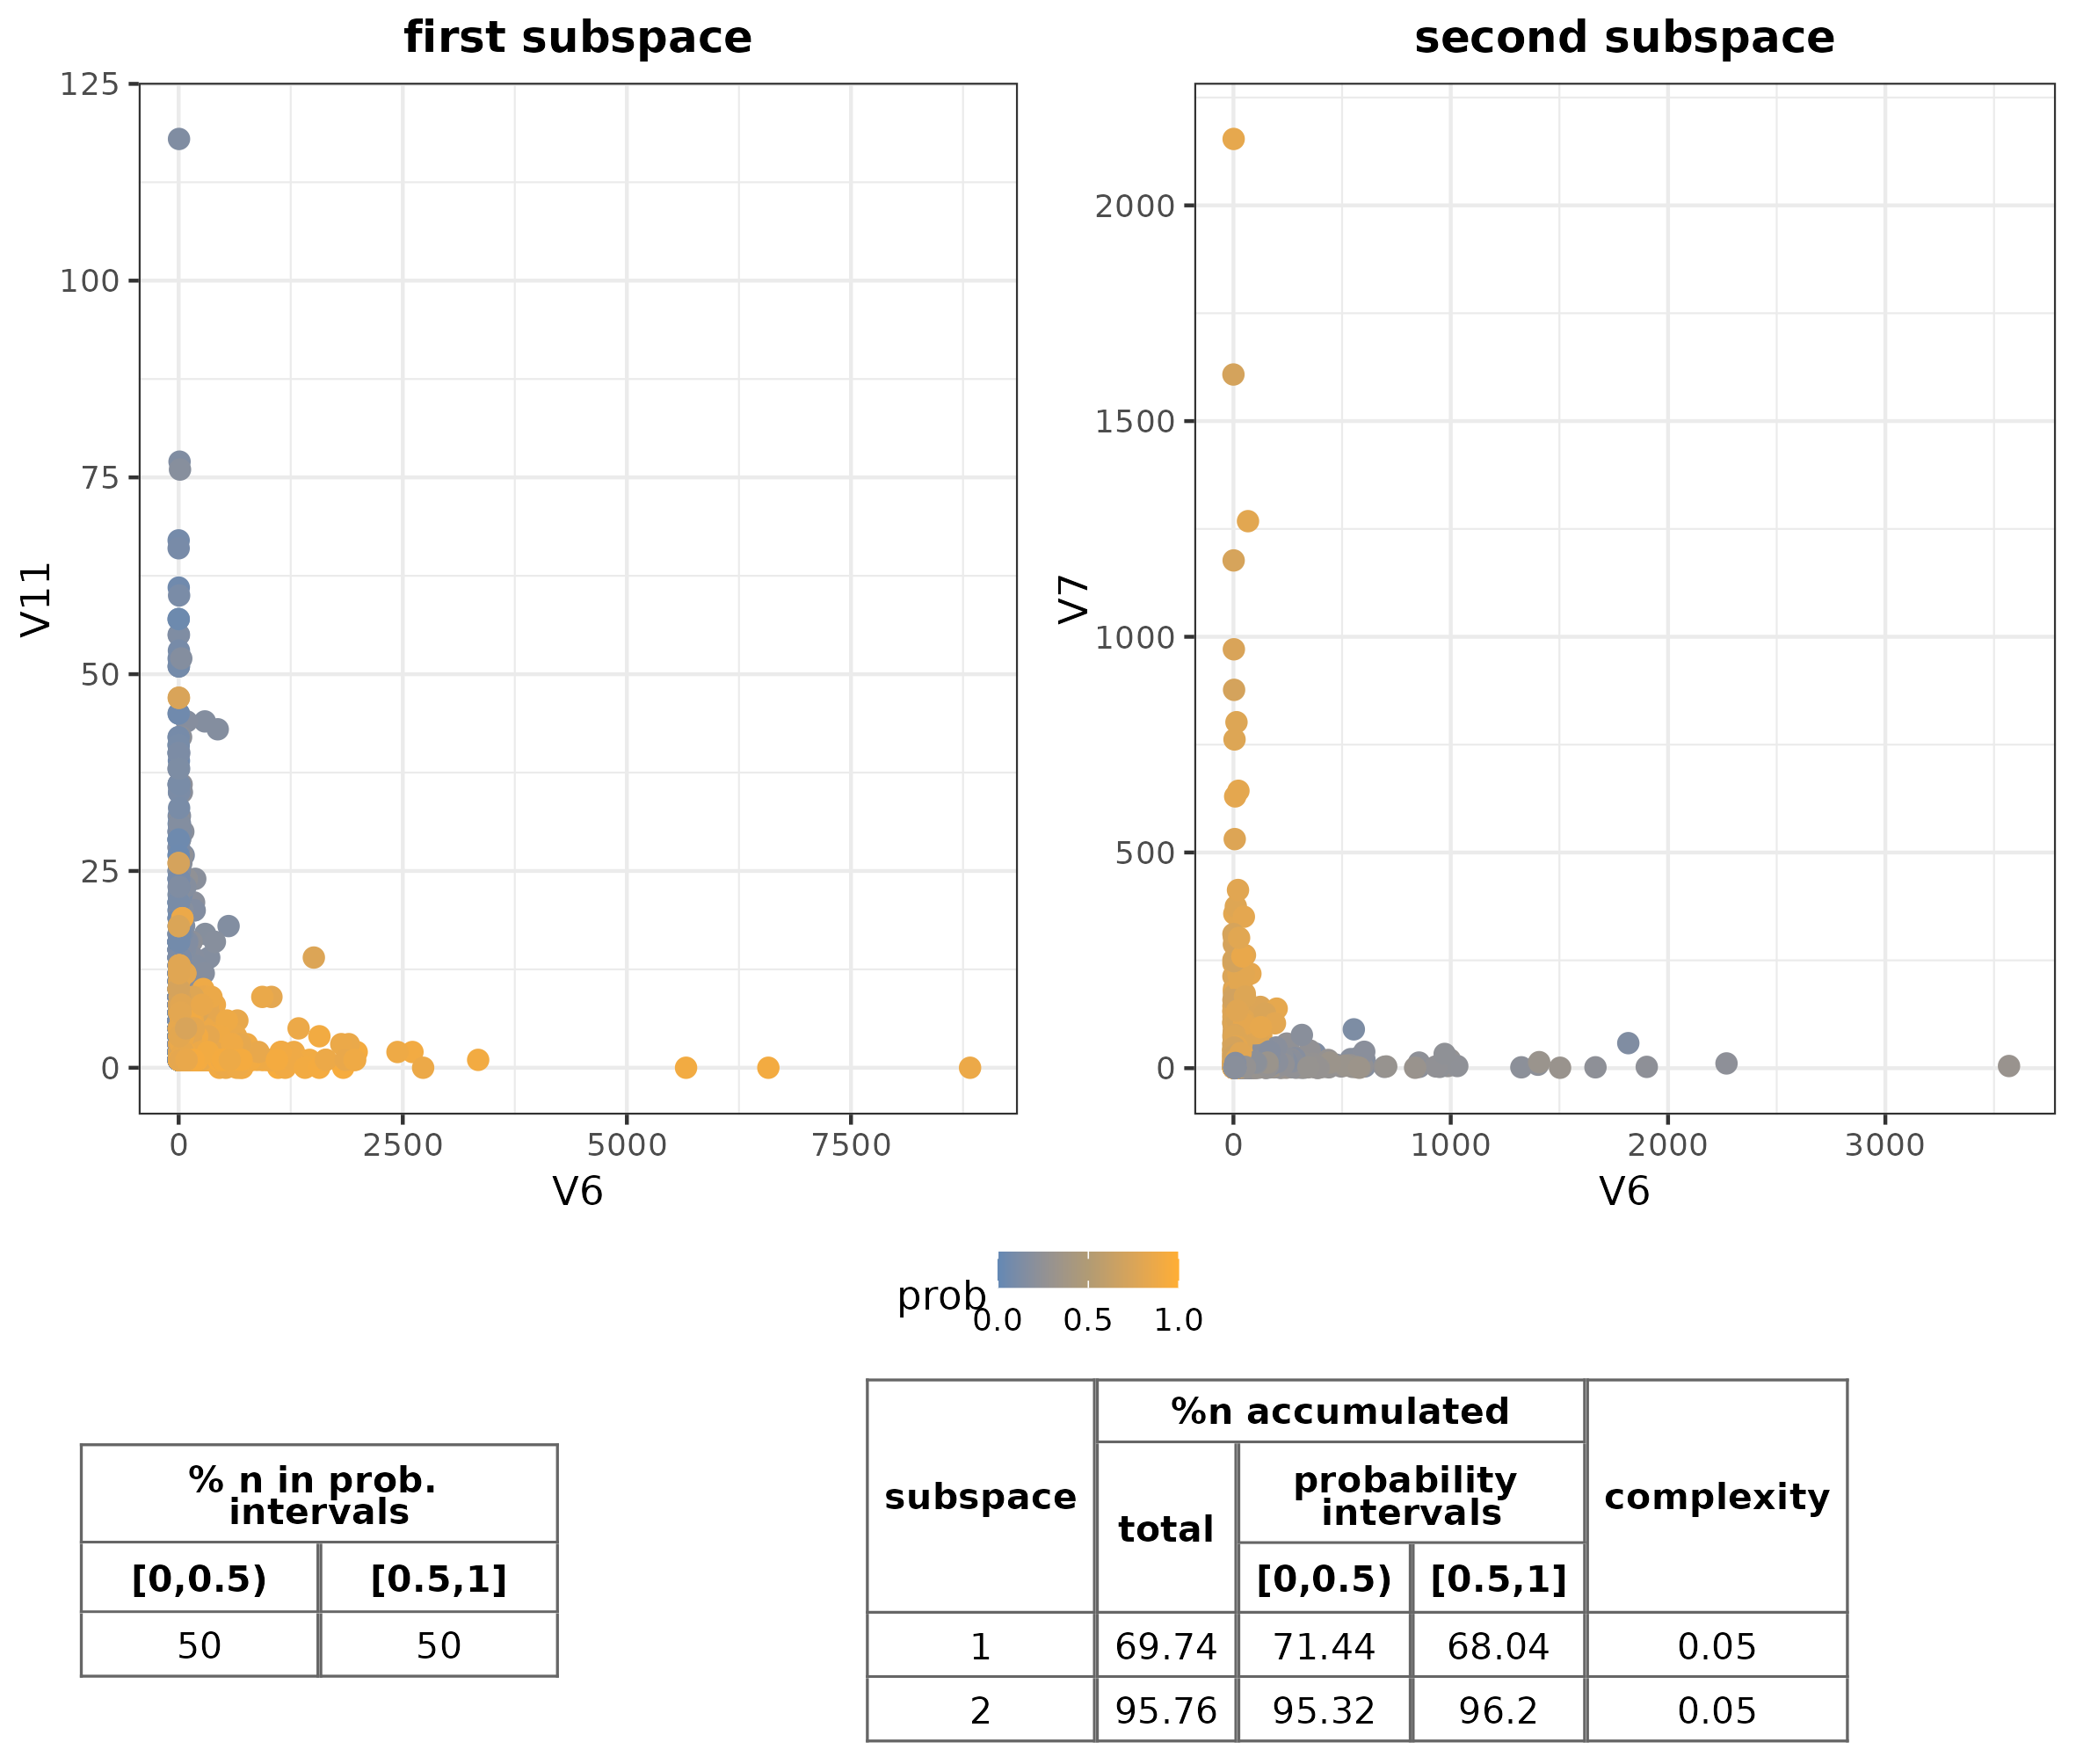 first subspace
second subspace
125
100
75
50
25
0
V11
0
2500
5000
7500
V6
2000
1500
1000
500
0
V7
0
1000
2000
3000
V6
prob
0.0 0.5 1.0
% n in prob.
intervals
[0,0.5) [0.5,1]
50 50
%n accumulated
subspace
total
probability
intervals
complexity
[0,0.5) [0.5,1]
1 69.74 71.44 68.04 0.05
2 95.76 95.32 96.2 0.05